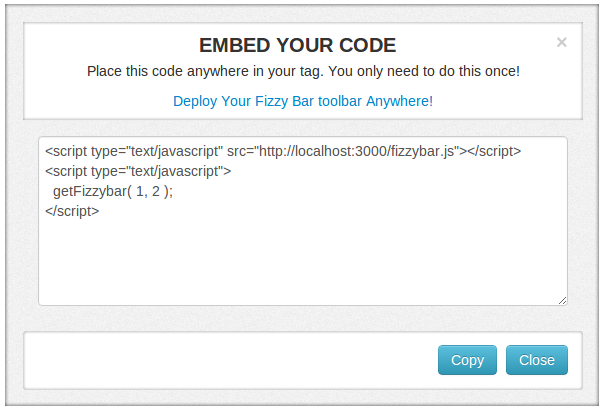 EMBED YOUR CODE
×
Place this code anywhere in your tag. You only need to do this once!
Deploy Your Fizzy Bar toolbar Anywhere!
<script type="text/javascript" src="http://localhost:3000/fizzybar.js"></script>
<script type="text/javascript">
  getFizzybar( 1, 2 );
</script>
Copy Close